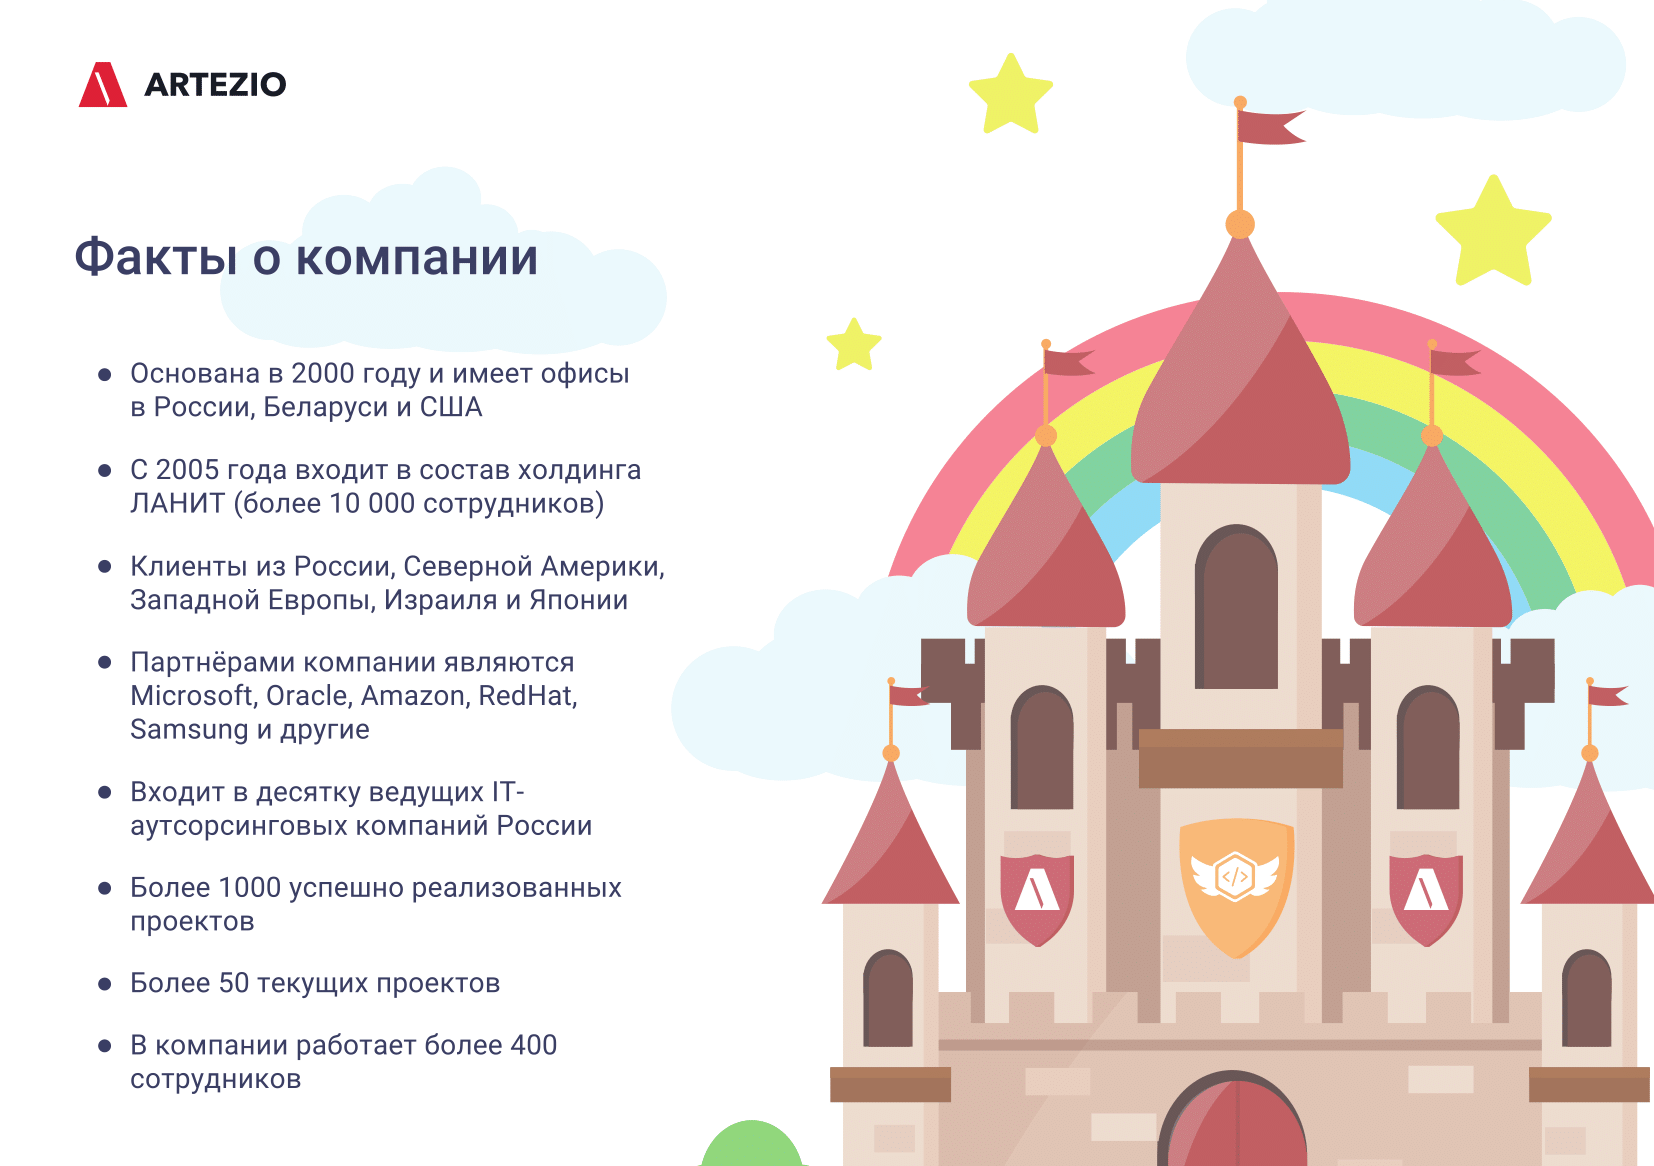 ARTEZIO
Факты о компании
● Основана в 2000 году и имеет офисы
в России, Беларуси и США
● С 2005 года входит в состав холдинга
ЛАНИТ (более 10 000 сотрудников)
● Клиенты из России, Северной Америки,
Западной Европы, Израиля и Японии
● Партнёрами компании являются
Microsoft, Oracle, Amazon, RedHat,
Samsung и другие
● Входит в десятку ведущих IT-
аутсорсинговых компаний России
● Более 1000 успешно реализованных
проектов
● Более 50 текущих проектов
● В компании работает более 400
сотрудников